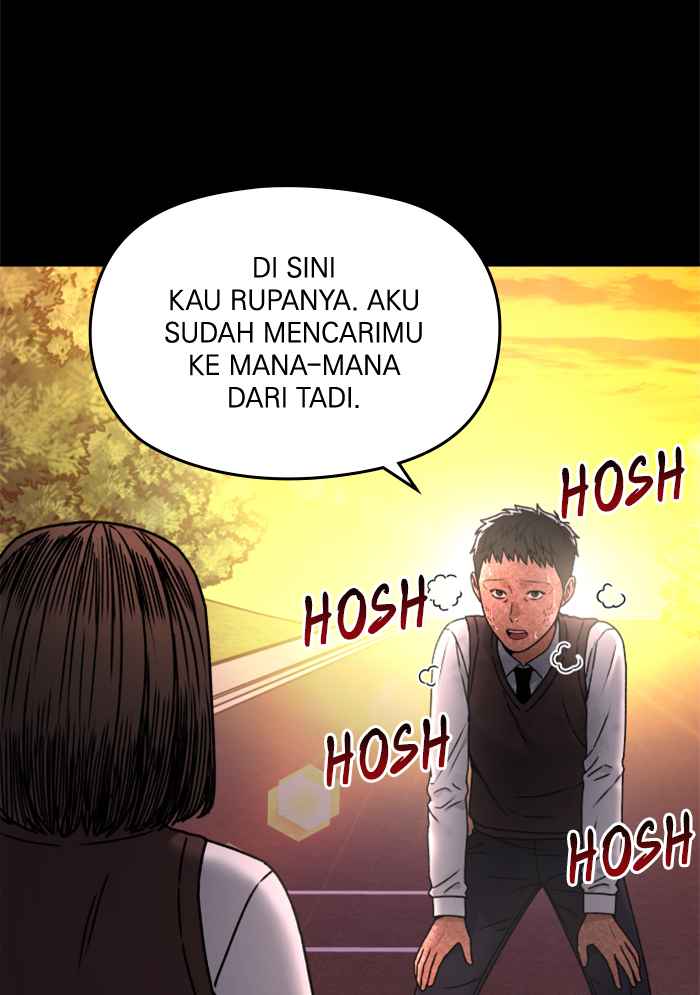 DI SINI
KAU RUPANYA. AKU
SUDAH MENCARIMU
KE MANA-MANA
DARI TADI.
HOSH
HOSH
HOSH
HOSH